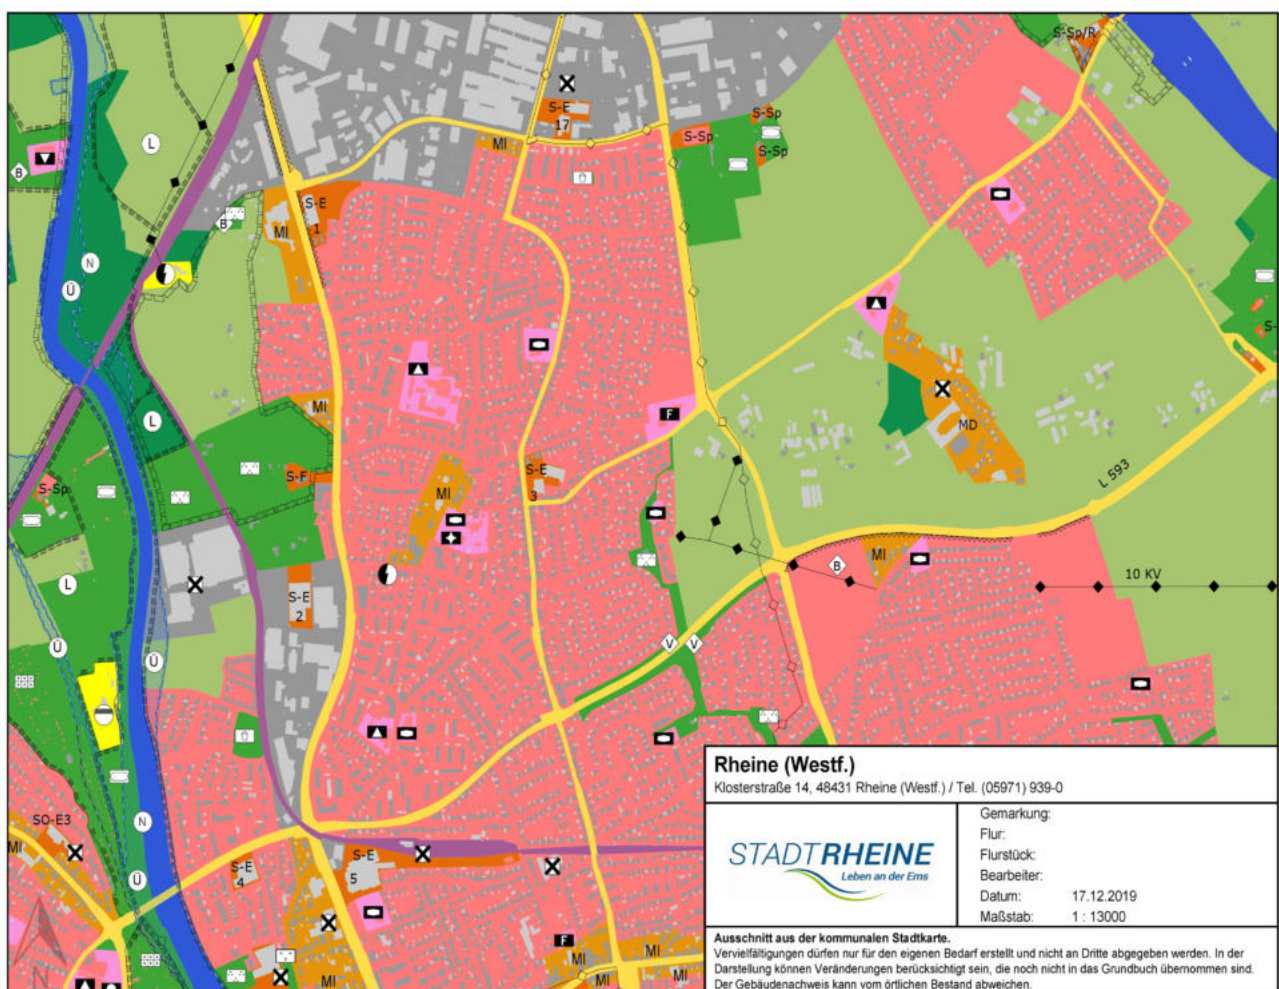 S-Sp/R
S-E
17
S-Sp
MI
S-Sp
S-Sp
L
B
B
S-E
1
MI
N
Ü
S-
MI
L
F
MD
S-E
3
S-F
MI
S-Sp
L 593
MI
B
10 KV
L
S-E
2
Ü
Ü
V
V
SO-E3
MI
N
S-E
4
S-E
5
Ü
F
MI
MI
MI
MI
MI
N
Rheine (Westf.)
Klosterstraße 14, 48431 Rheine (Westf.) / Tel. (05971) 939-0
STADTRHEINE
Leben an der Ems
Gemarkung:
Flur:
Flurstück:
Bearbeiter:
Datum: 17.12.2019
Maßstab: 1 : 13000
Ausschnitt aus der kommunalen Stadtkarte.
Vervielfältigungen dürfen nur für den eigenen Bedarf erstellt und nicht an Dritte abgegeben werden. In der
Darstellung können Veränderungen berücksichtigt sein, die noch nicht in das Grundbuch übernommen sind.
Der Gebäudenachweis kann vom örtlichen Bestand abweichen.